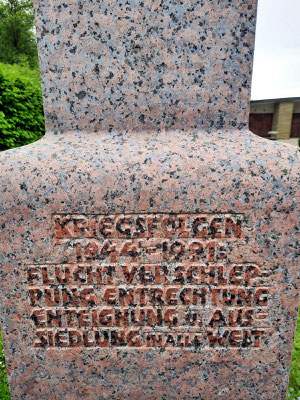 KRIEGSFOLGEN
1944-1991:
FLUCHT VERSCHLEP-
PUNG ENTRECHTUNG
ENTEIGNUNG U. AUS-
SIEDLUNG IN ALLE WELT